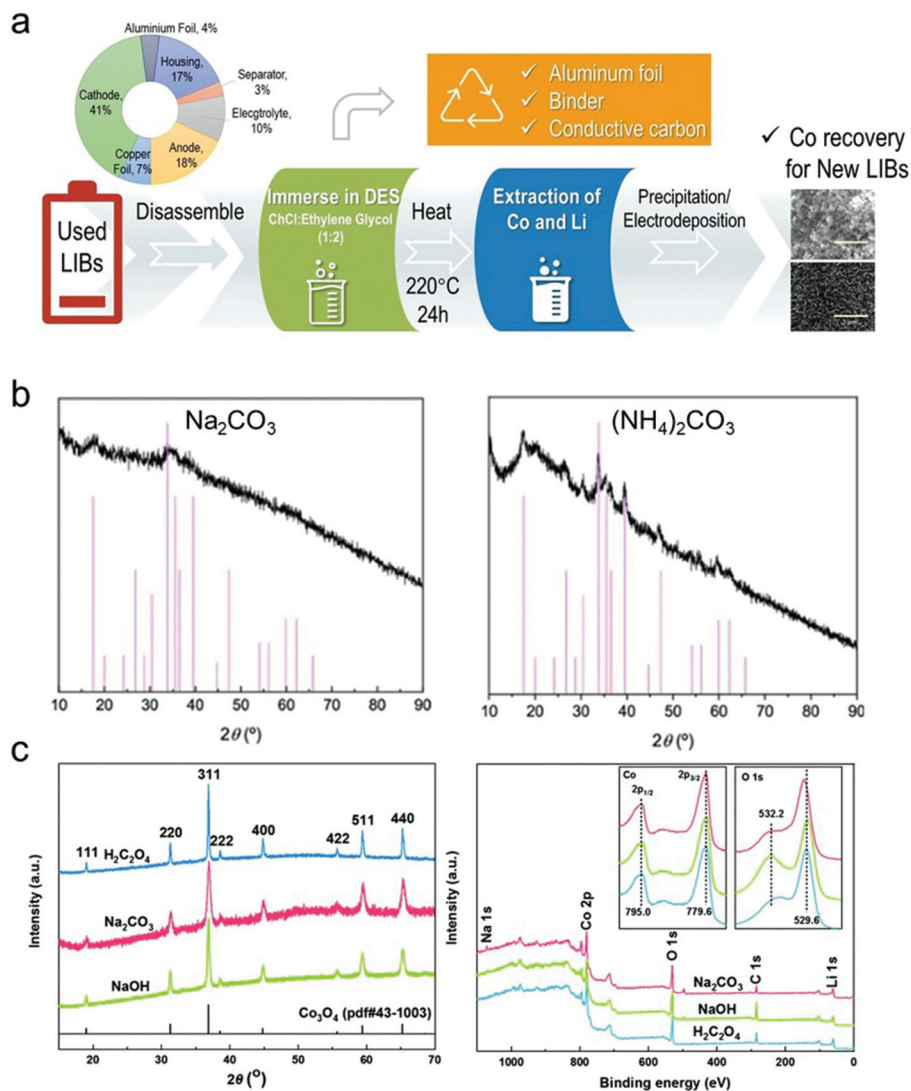 a
Aluminium Foil, 4%
Housing,
17%
Separator,
3%
Elecgtrolyte,
10%
Anode,
18%
Copper
Foil, 7%
Cathode,
41%
✓ Aluminum foil
✓ Binder
✓ Conductive carbon
✓ Co recovery
for New LIBs
Used
LIBs
Disassemble
Immerse in DES
ChCl:Ethylene Glycol
(1:2)
Heat
220°C
24h
Extraction of
Co and Li
Precipitation/
Electrodeposition
b
Na₂CO₃
10 20 30 40 50 60 70 80 90
2θ (º)
(NH₄)₂CO₃
10 20 30 40 50 60 70 80 90
2θ (º)
c
Intensity (a.u.)
111
220
311
222
400
422
511
440
H₂C₂O₄
Na₂CO₃
NaOH
Co₃O₄ (pdf#43-1003)
20 30 40 50 60 70
2θ (º)
Intensity (a.u.)
Na 1s
Co 2p
O 1s
C 1s
Li 1s
Na₂CO₃
NaOH
H₂C₂O₄
Co
2p₁/₂
2p₃/₂
795.0
779.6
O 1s
532.2
529.6
1000 800 600 400 200 0
Binding energy (eV)